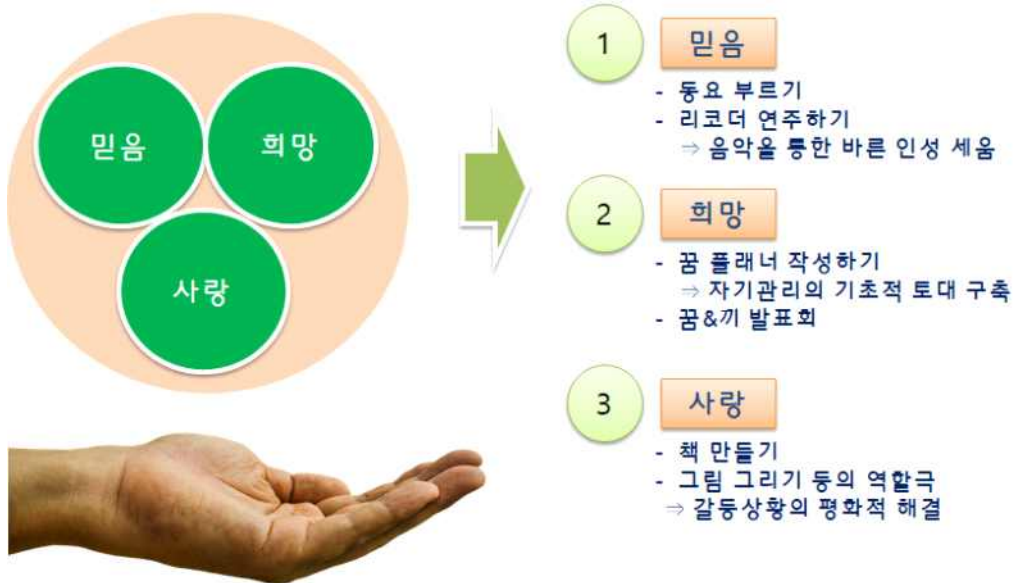 믿음
희망
사랑
1
믿음
- 동요 부르기
- 리코더 연주하기
⇒ 음악을 통한 바른 인성 세움
2
희망
- 꿈 플래너 작성하기
⇒ 자기관리의 기초적 토대 구축
- 꿈&끼 발표회
3
사랑
- 책 만들기
- 그림 그리기 등의 역할극
⇒ 갈등상황의 평화적 해결